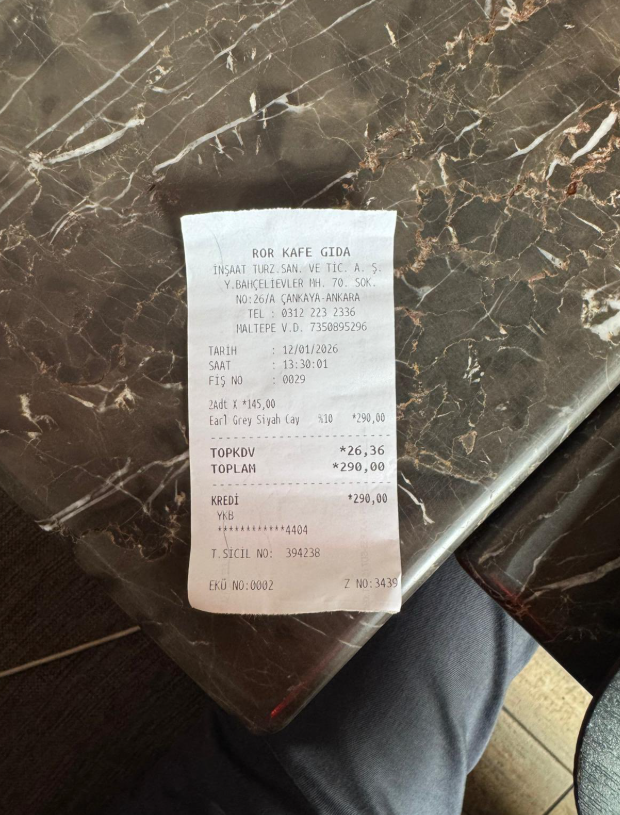 ROR KAFE GIDA
İNŞAAT TURZ.SAN. VE TİC. A. Ş.
Y.BAHÇELİEVLER MH. 70. SOK.
NO:26/A ÇANKAYA-ANKARA
TEL : 0312 223 2336
MALTEPE V.D. 7350895296
TARİH : 12/01/2026
SAAT : 13:30:01
FİŞ NO : 0029
2Adt X *145,00
Earl Grey Siyah Cay %10 *290,00
TOPKDV *26,36
TOPLAM *290,00
KREDİ *290,00
YKB
************4404
T.SICIL NO: 394238
EKÜ NO:0002 Z NO:3439